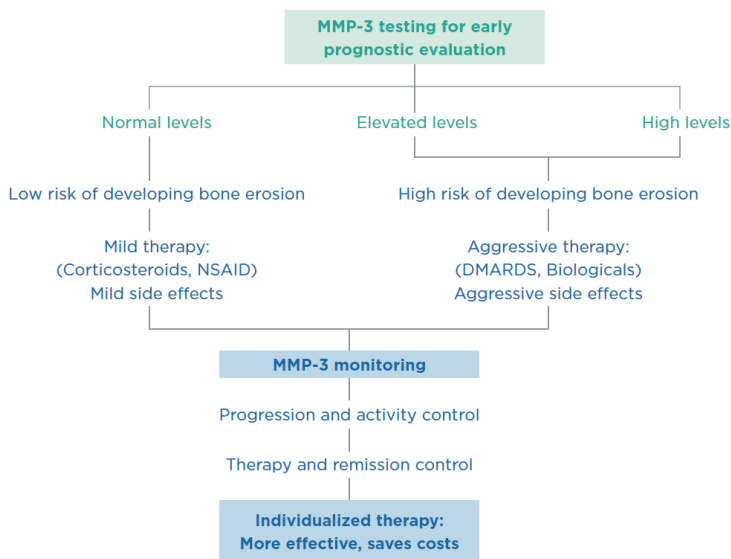 MMP-3 testing for early
prognostic evaluation
Normal levels
Elevated levels
High levels
Low risk of developing bone erosion
High risk of developing bone erosion
Mild therapy:
(Corticosteroids, NSAID)
Mild side effects
Aggressive therapy:
(DMARDS, Biologicals)
Aggressive side effects
MMP-3 monitoring
Progression and activity control
Therapy and remission control
Individualized therapy:
More effective, saves costs